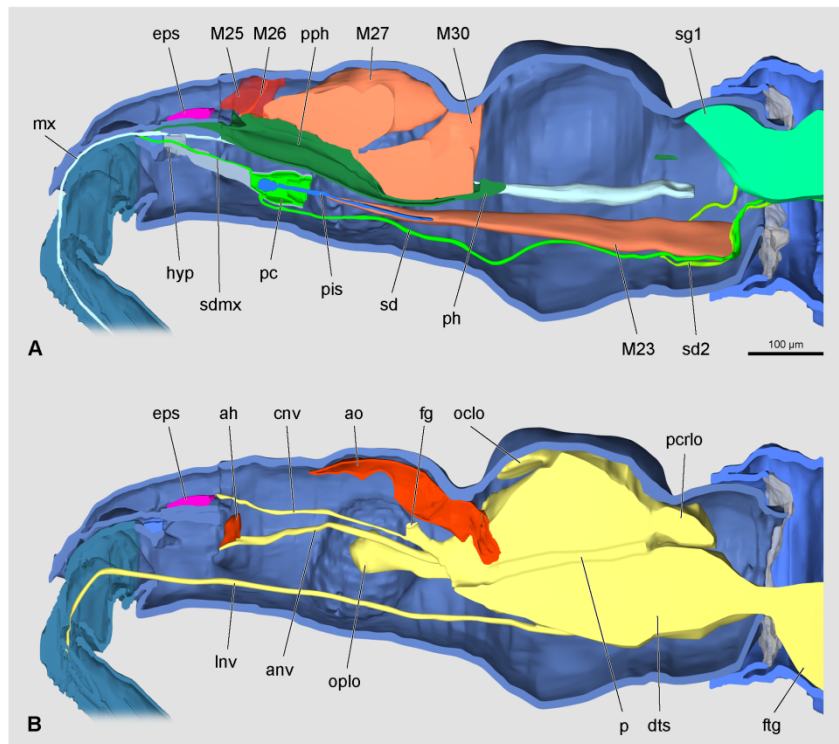 eps M25 M26 pph M27 M30 sg1
mx
hyp pc pis sd ph
sdmx M23 sd2
A
100 µm
eps ah cnv ao fg oclo
pcrlo
lnv anv oplo p dts ftg
B